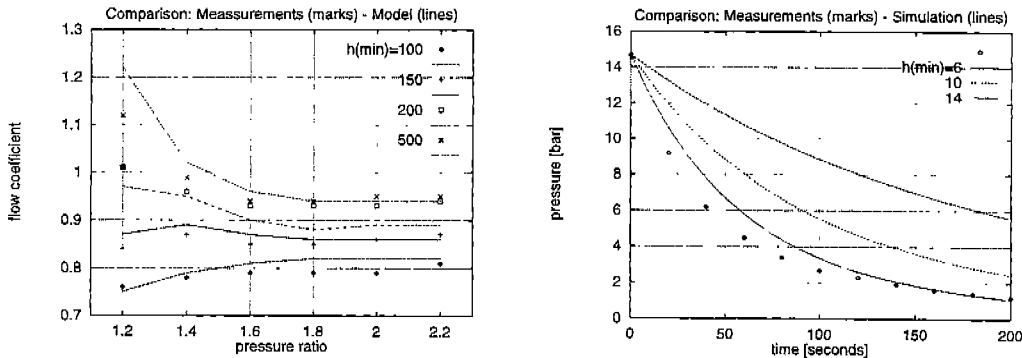 Comparison: Meassurements (marks) - Model (lines)
1.3
1.2
1.1
1
0.9
0.8
0.7
flow coefficient
h(min)=100
150
200
500
1.2 1.4 1.6 1.8 2 2.2
pressure ratio
Comparison: Measurements (marks) - Simulation (lines)
16
14
12
10
8
6
4
2
0
pressure [bar]
h(min)=6
10
14
0 50 100 150 200
time [seconds]